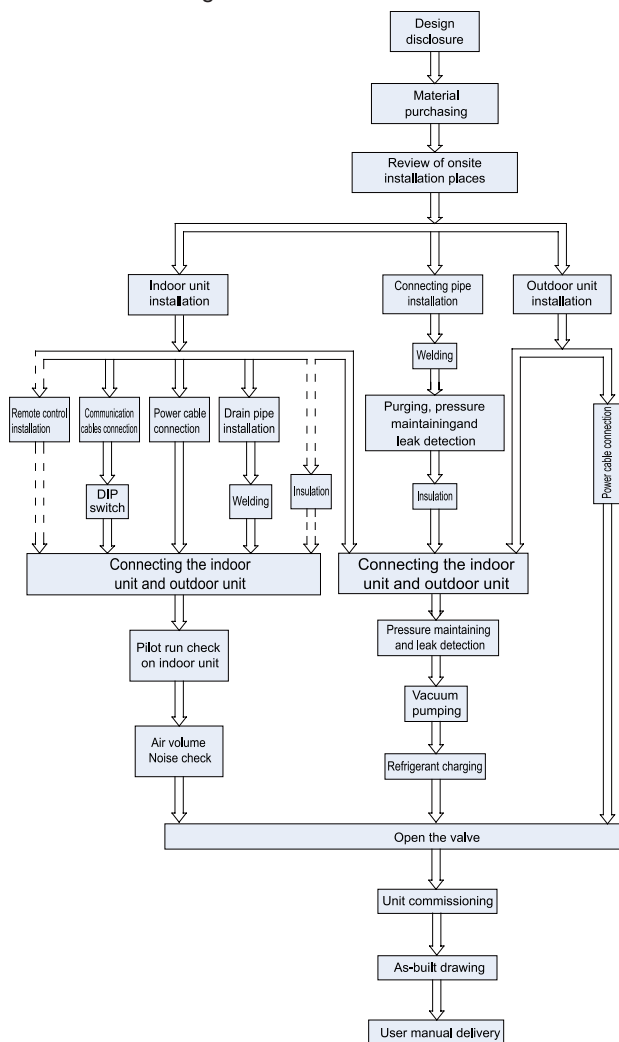 Design
disclosure
Material
purchasing
Review of onsite
installation places
Indoor unit
installation
Connecting pipe
installation
Outdoor unit
installation
Welding
Remote control
installation
Communication
cables connection
Power cable
connection
Drain pipe
installation
Purging, pressure
maintainingand
leak detection
Power cable connection
DIP
switch
Welding
Insulation
Insulation
Connecting the indoor
unit and outdoor unit
Connecting the indoor
unit and outdoor unit
Pilot run check
on indoor unit
Pressure maintaining
and leak detection
Vacuum
pumping
Air volume
Noise check
Refrigerant charging
Open the valve
Unit commissioning
As-built drawing
User manual delivery